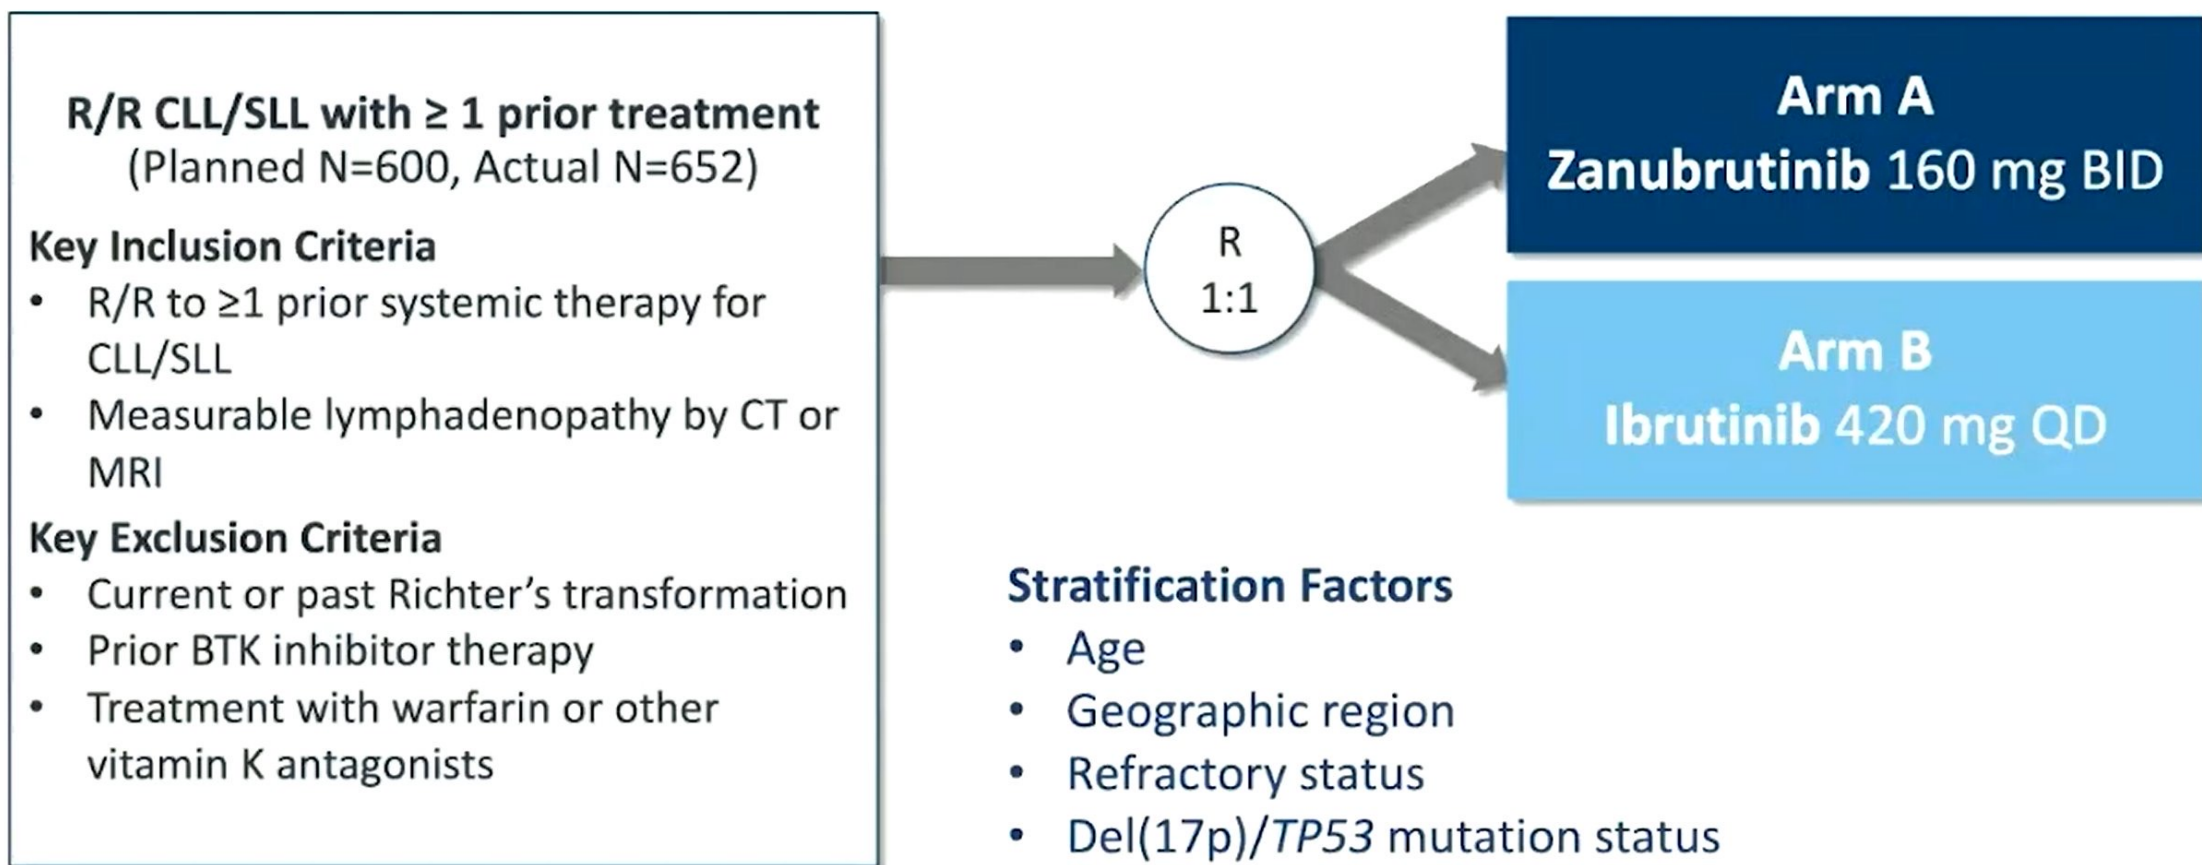 R/R CLL/SLL with ≥ 1 prior treatment
(Planned N=600, Actual N=652)
Key Inclusion Criteria
• R/R to ≥1 prior systemic therapy for
CLL/SLL
• Measurable lymphadenopathy by CT or
MRI
Key Exclusion Criteria
• Current or past Richter’s transformation
• Prior BTK inhibitor therapy
• Treatment with warfarin or other
vitamin K antagonists
R
1:1
Arm A
Zanubrutinib 160 mg BID
Arm B
Ibrutinib 420 mg QD
Stratification Factors
• Age
• Geographic region
• Refractory status
• Del(17p)/TP53 mutation status